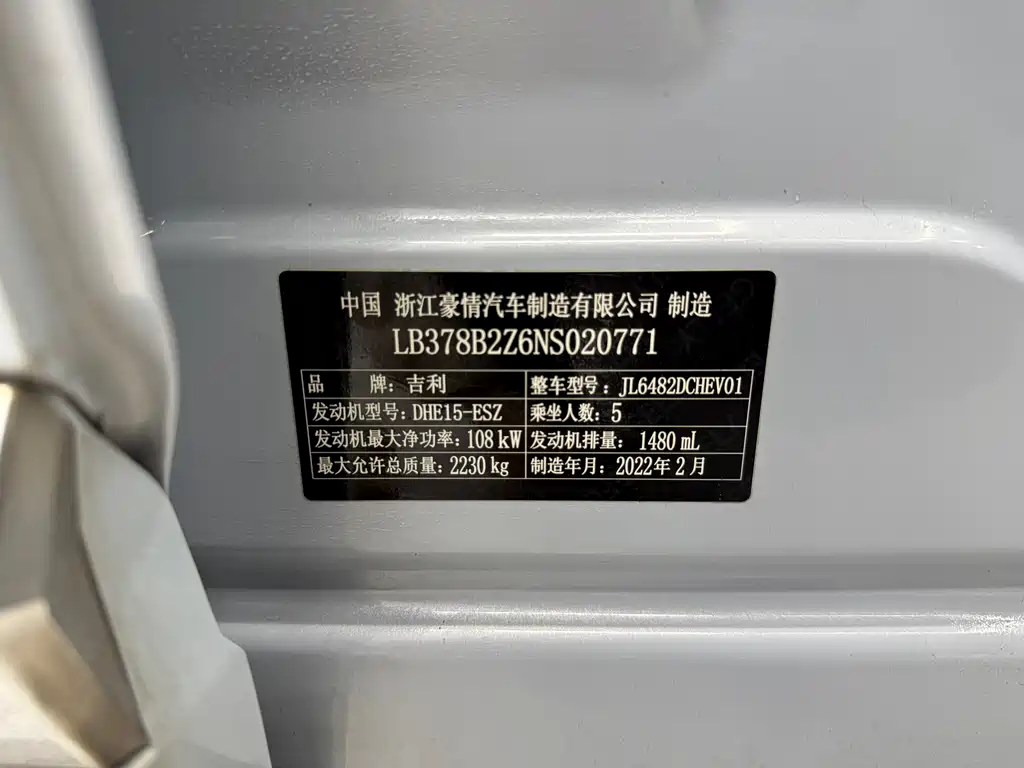 中国 浙江豪情汽车制造有限公司 制造
LB378B2Z6NS020771
品 牌: 吉利 整车型号: JL6482DCHEV01
发动机型号: DHE15-ESZ 乘坐人数: 5
发动机最大净功率: 108 kW 发动机排量: 1480 mL
最大允许总质量: 2230 kg 制造年月: 2022年2月